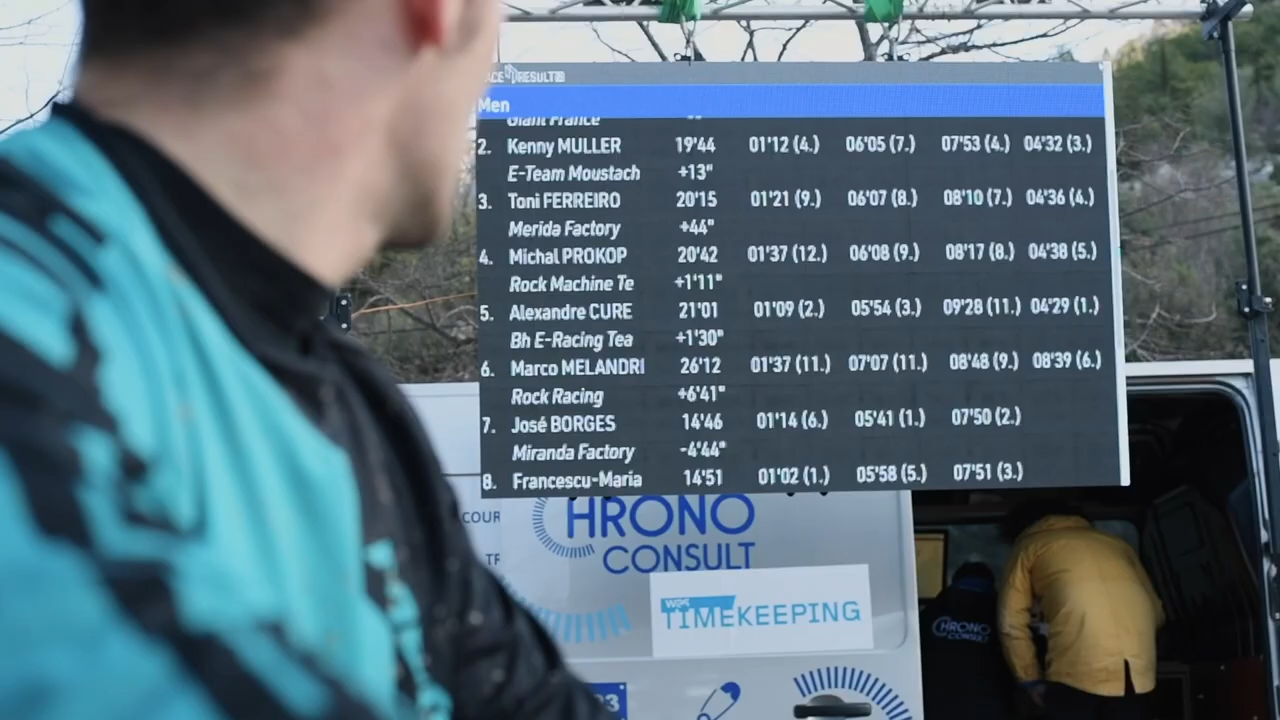 RESULTS
Men
Giant France
2. Kenny MULLER 19'44 01'12 (4.) 06'05 (7.) 07'53 (4.) 04'32 (3.)
E-Team Moustach +13"
3. Toni FERREIRO 20'15 01'21 (9.) 06'07 (8.) 08'10 (7.) 04'36 (4.)
Merida Factory +44"
4. Michal PROKOP 20'42 01'37 (12.) 06'08 (9.) 08'17 (8.) 04'38 (5.)
Rock Machine Te +1'11"
5. Alexandre CURE 21'01 01'09 (2.) 05'54 (3.) 09'28 (11.) 04'29 (1.)
Bh E-Racing Tea +1'30"
6. Marco MELANDRI 26'12 01'37 (11.) 07'07 (11.) 08'48 (9.) 08'39 (6.)
Rock Racing +6'41"
7. José BORGES 14'46 01'14 (6.) 05'41 (1.) 07'50 (2.)
Miranda Factory -4'44"
8. Francescu-Maria 14'51 01'02 (1.) 05'58 (5.) 07'51 (3.)
COUR
CHRONO
CONSULT
TR
TIMEKEEPING
CHRONO
CONSULT